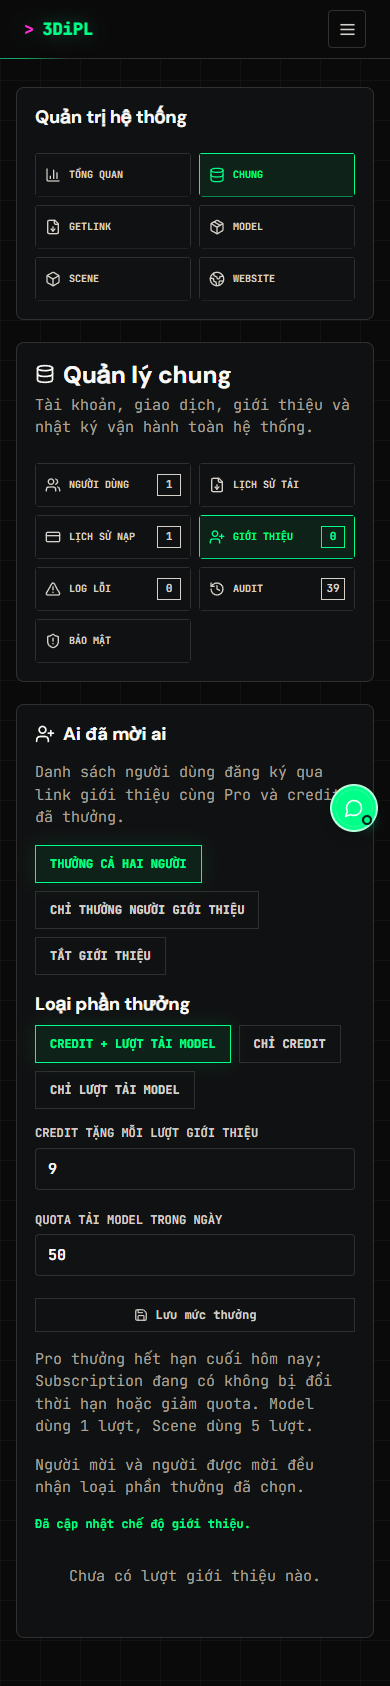 > 3DiPL
Quản trị hệ thống
TỔNG QUAN
CHUNG
GETLINK
MODEL
SCENE
WEBSITE
Quản lý chung
Tài khoản, giao dịch, giới thiệu và
nhật ký vận hành toàn hệ thống.
NGƯỜI DÙNG 1
LỊCH SỬ TẢI
LỊCH SỬ NẠP 1
GIỚI THIỆU 0
LOG LỖI 0
AUDIT 39
BẢO MẬT
Ai đã mời ai
Danh sách người dùng đăng ký qua
link giới thiệu cùng Pro và credit
đã thưởng.
THƯỞNG CẢ HAI NGƯỜI
CHỈ THƯỞNG NGƯỜI GIỚI THIỆU
TẮT GIỚI THIỆU
Loại phần thưởng
CREDIT + LƯỢT TẢI MODEL
CHỈ CREDIT
CHỈ LƯỢT TẢI MODEL
CREDIT TẶNG MỖI LƯỢT GIỚI THIỆU
9
QUOTA TẢI MODEL TRONG NGÀY
50
Lưu mức thưởng
Pro thưởng hết hạn cuối hôm nay;
Subscription đang có không bị đổi
thời hạn hoặc giảm quota. Model
dùng 1 lượt, Scene dùng 5 lượt.
Người mời và người được mời đều
nhận loại phần thưởng đã chọn.
Đã cập nhật chế độ giới thiệu.
Chưa có lượt giới thiệu nào.